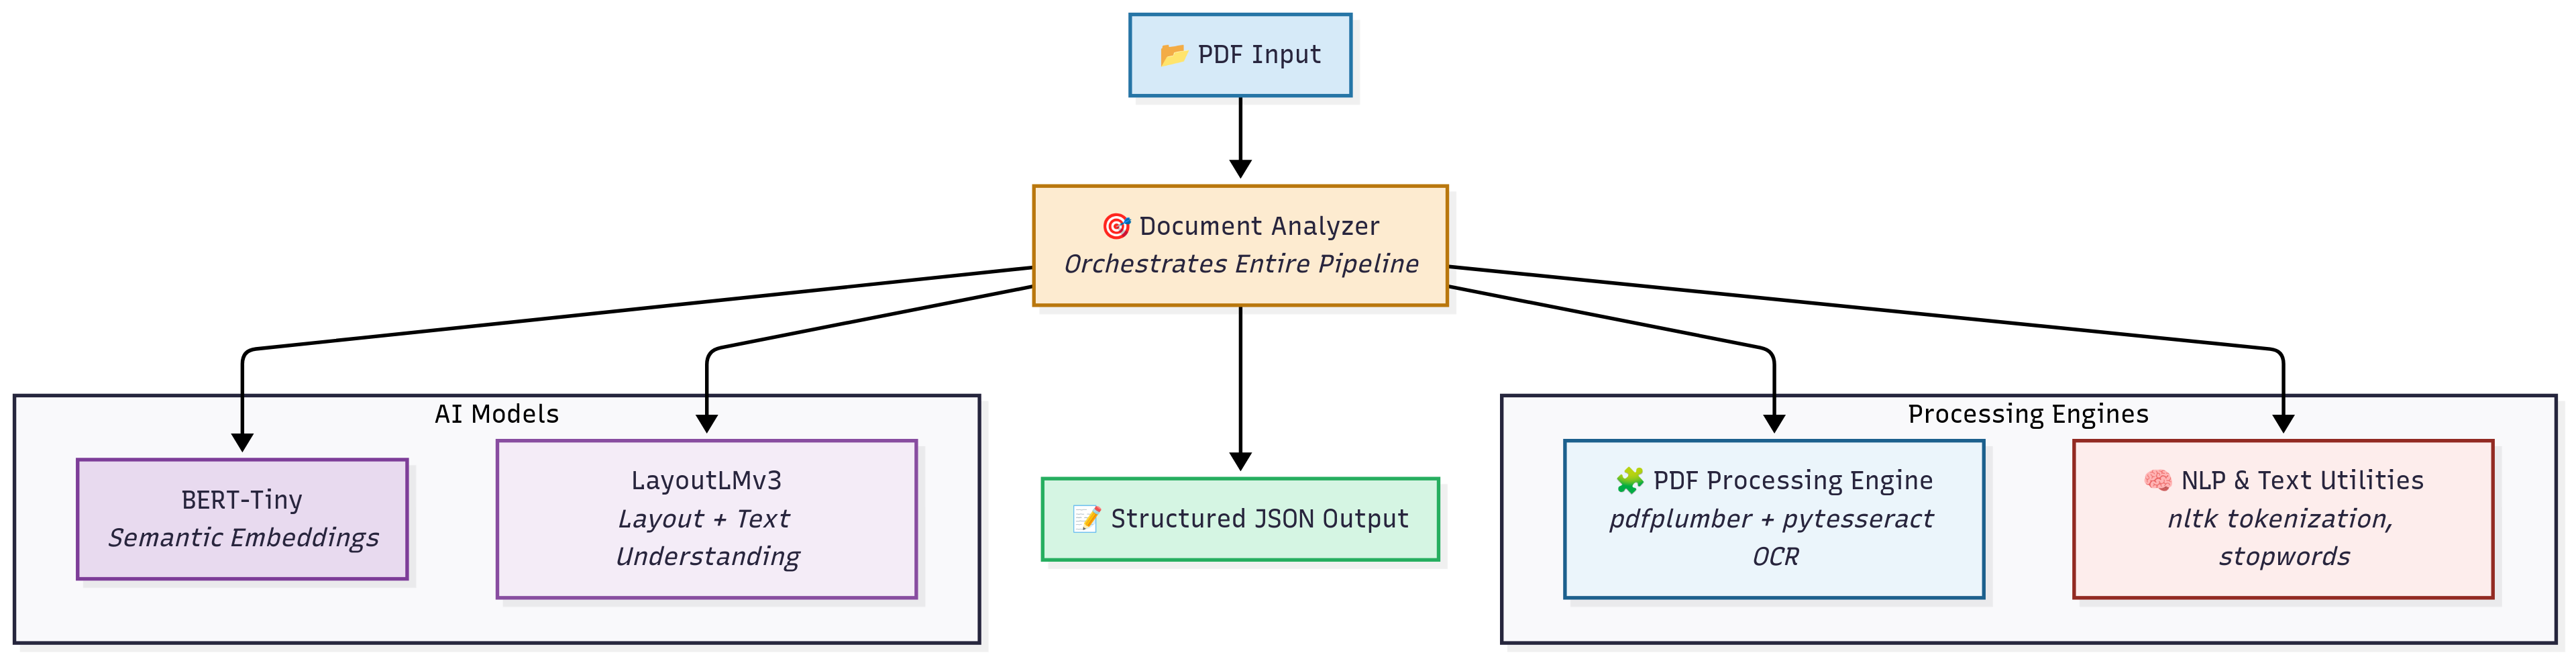 📂 PDF Input
🎯 Document Analyzer
Orchestrates Entire Pipeline
AI Models
BERT-Tiny
Semantic Embeddings
LayoutLMv3
Layout + Text
Understanding
📝 Structured JSON Output
Processing Engines
🧩 PDF Processing Engine
pdfplumber + pytesseract
OCR
🧠 NLP & Text Utilities
nltk tokenization,
stopwords